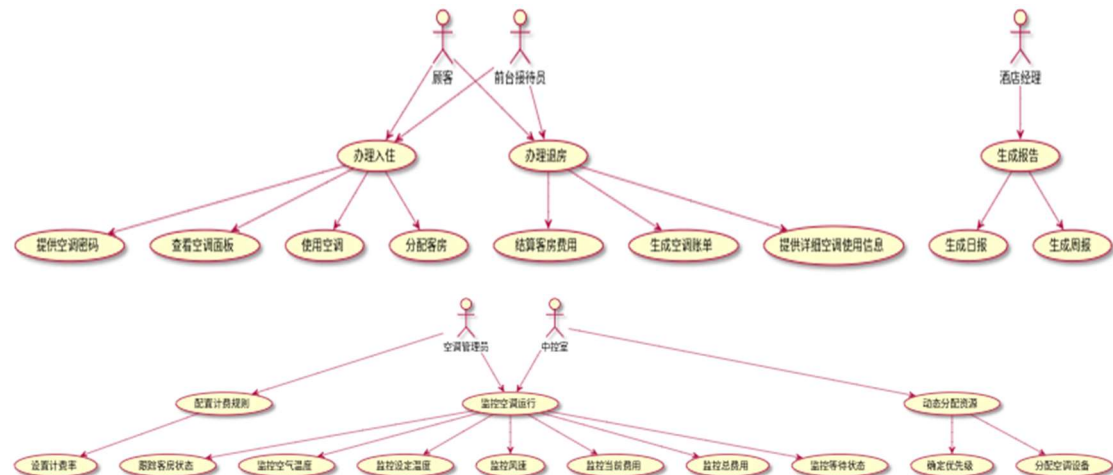 顾客
前台接待员
酒店经理
办理入住
办理退房
生成报告
提供空调密码
查看空调面板
使用空调
分配客房
结算客房费用
生成空调账单
提供详细空调使用信息
生成日报
生成周报
空调管理员
中控室
配置计费规则
监控空调运行
动态分配资源
设置计费率
跟踪客房状态
监控空气温度
监控设定温度
监控风速
监控当前费用
监控总费用
监控等待状态
确定优先级
分配空调设备